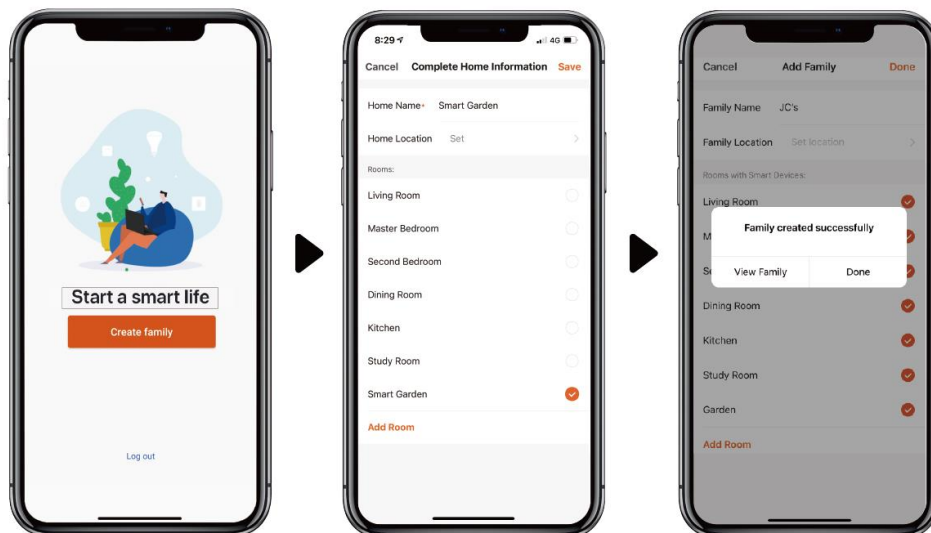 Start a smart life
Create family
Log out
8:29
4G
Cancel Complete Home Information Save
Home Name* Smart Garden
Home Location Set
Rooms:
Living Room
Master Bedroom
Second Bedroom
Dining Room
Kitchen
Study Room
Smart Garden
Add Room
Cancel Add Family Done
Family Name JC's
Family Location Set location
Rooms with Smart Devices:
Living Room
M
Family created successfully
Se
View Family Done
Dining Room
Kitchen
Study Room
Garden
Add Room